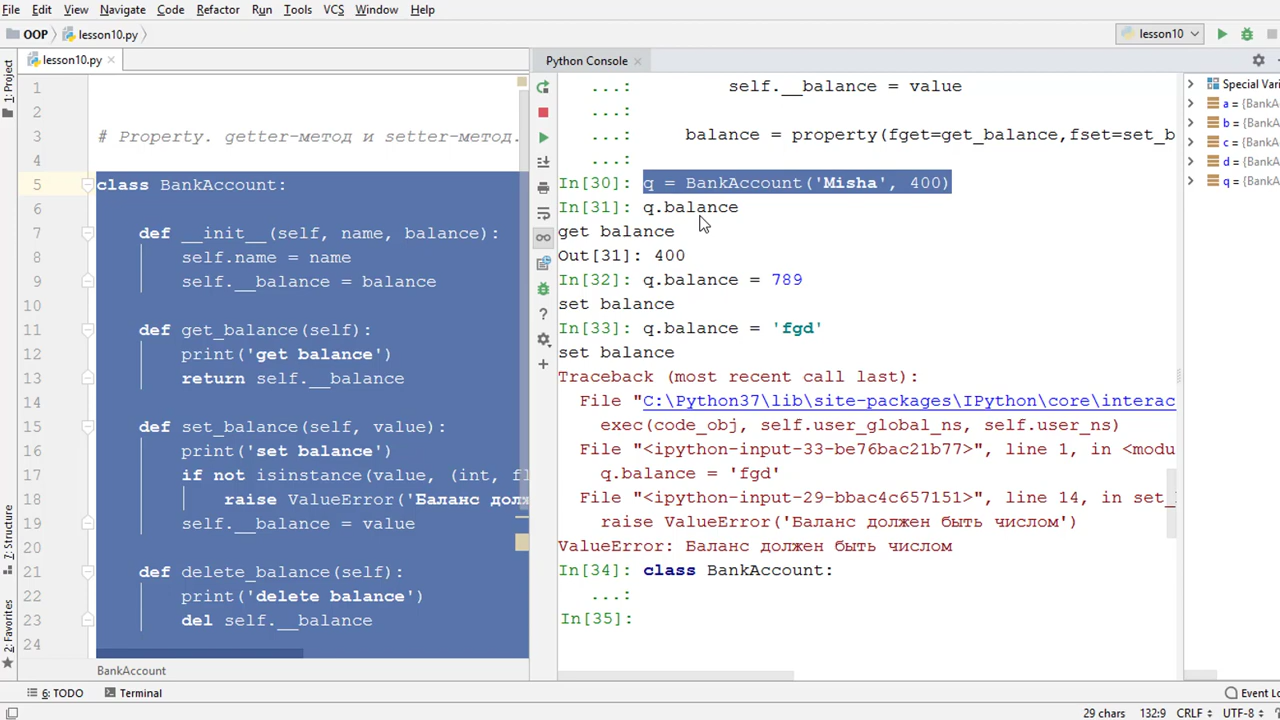 File Edit View Navigate Code Refactor Run Tools VCS Window Help
OOP lesson10.py lesson10
lesson10.py
Python Console
1: Project
7: Structure
2: Favorites
1
2
3 # Property. getter-метод и setter-метод.
4
5 class BankAccount:
6
7 def __init__(self, name, balance):
8 self.name = name
9 self.__balance = balance
10
11 def get_balance(self):
12 print('get balance')
13 return self.__balance
14
15 def set_balance(self, value):
16 print('set balance')
17 if not isinstance(value, (int, fl
18 raise ValueError('Баланс дол
19 self.__balance = value
20
21 def delete_balance(self):
22 print('delete balance')
23 del self.__balance
24
BankAccount
...: self.__balance = value
...:
...: balance = property(fget=get_balance,fset=set_b
...:
In[30]: q = BankAccount('Misha', 400)
In[31]: q.balance
get balance
Out[31]: 400
In[32]: q.balance = 789
set balance
In[33]: q.balance = 'fgd'
set balance
Traceback (most recent call last):
File "C:\Python37\lib\site-packages\IPython\core\interac
exec(code_obj, self.user_global_ns, self.user_ns)
File "<ipython-input-33-be76bac21b77>", line 1, in <modu
q.balance = 'fgd'
File "<ipython-input-29-bbac4c657151>", line 14, in set_
raise ValueError('Баланс должен быть числом')
ValueError: Баланс должен быть числом
In[34]: class BankAccount:
...:
In[35]:
Special Vari
a = {BankA
b = {BankA
c = {BankA
d = {BankA
q = {BankA
6: TODO Terminal Event Lo
29 chars 132:9 CRLF UTF-8